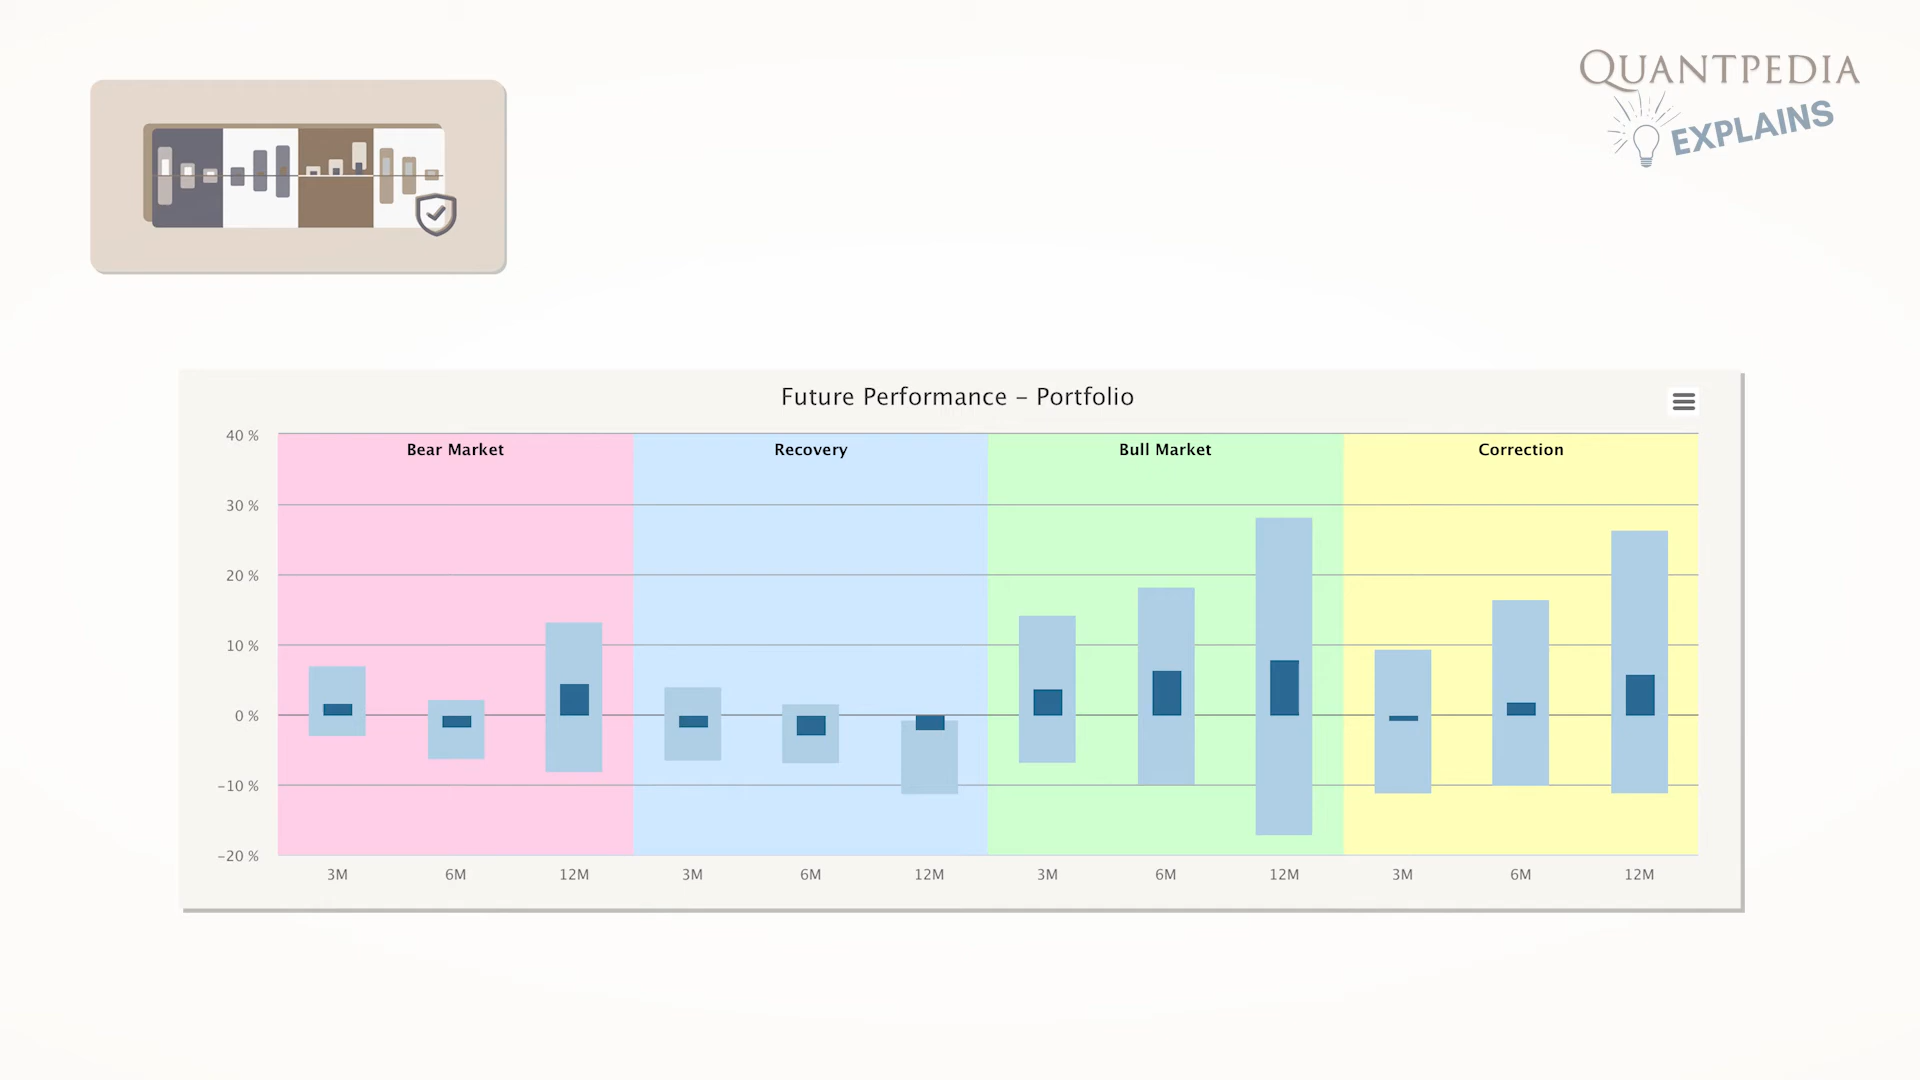 QUANTPEDIA
EXPLAINS
Future Performance – Portfolio
40 %
30 %
20 %
10 %
0 %
−10 %
−20 %
Bear Market
Recovery
Bull Market
Correction
3M 6M 12M 3M 6M 12M 3M 6M 12M 3M 6M 12M